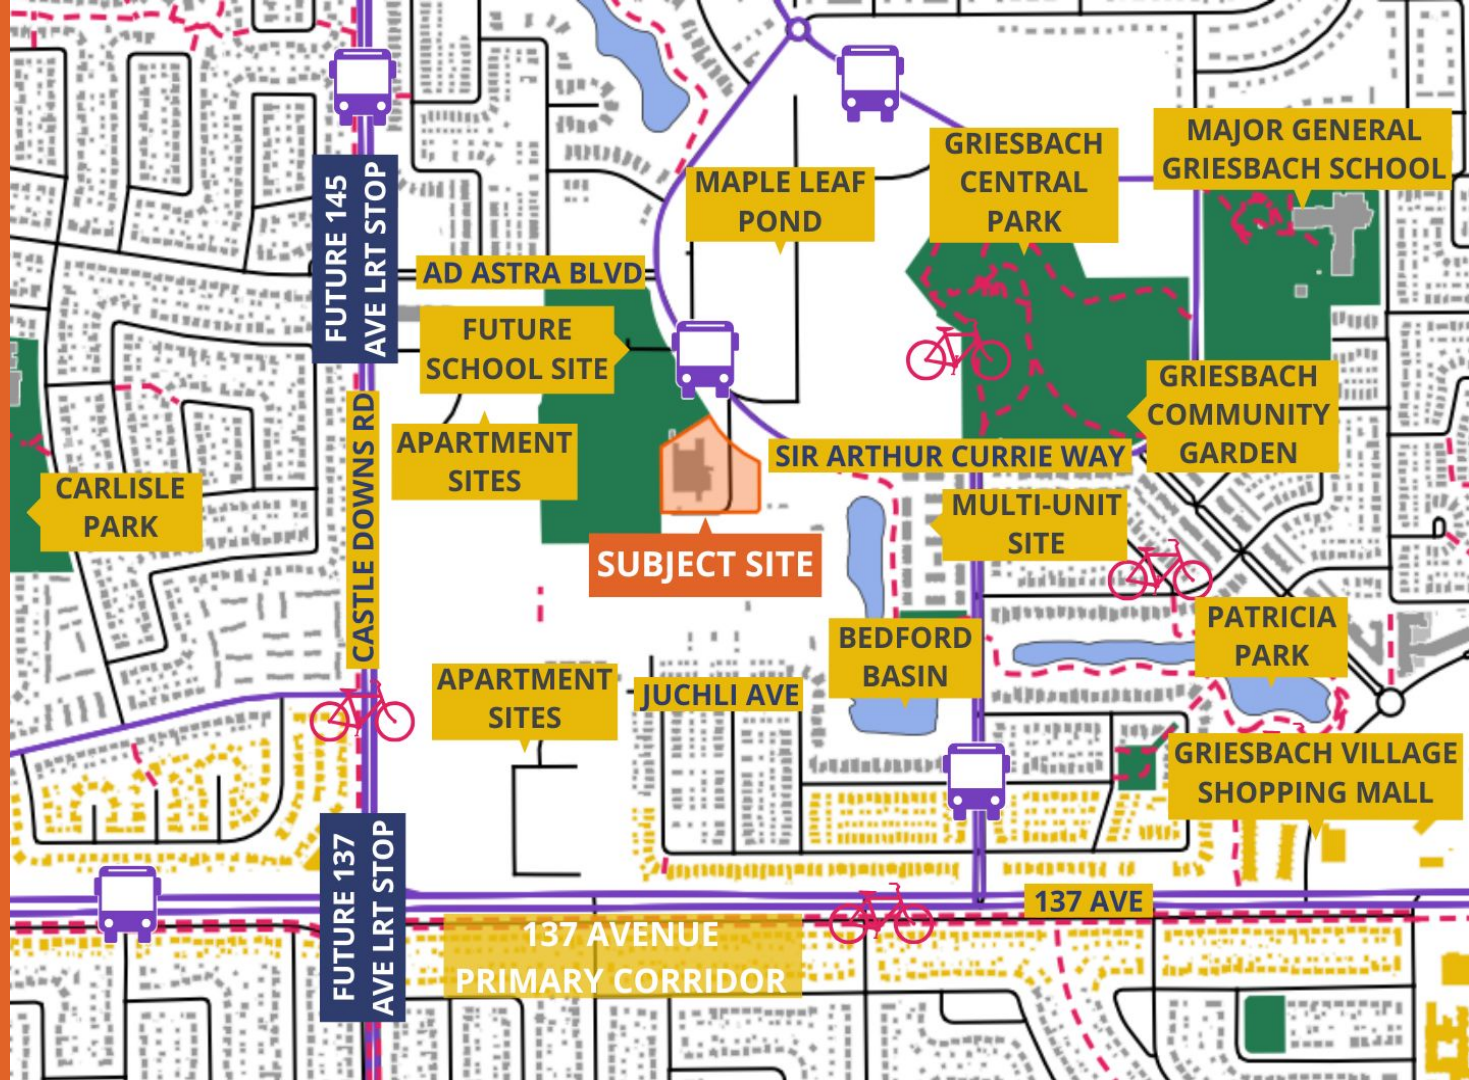 MAJOR GENERAL
GRIESBACH SCHOOL
GRIESBACH
CENTRAL
PARK
MAPLE LEAF
POND
FUTURE 145
AVE LRT STOP
AD ASTRA BLVD
FUTURE
SCHOOL SITE
GRIESBACH
COMMUNITY
GARDEN
APARTMENT
SITES
SIR ARTHUR CURRIE WAY
CASTLE DOWNS RD
CARLISLE
PARK
MULTI-UNIT
SITE
SUBJECT SITE
PATRICIA
PARK
BEDFORD
BASIN
APARTMENT
SITES
JUCHLI AVE
GRIESBACH VILLAGE
SHOPPING MALL
FUTURE 137
AVE LRT STOP
137 AVE
137 AVENUE
PRIMARY CORRIDOR